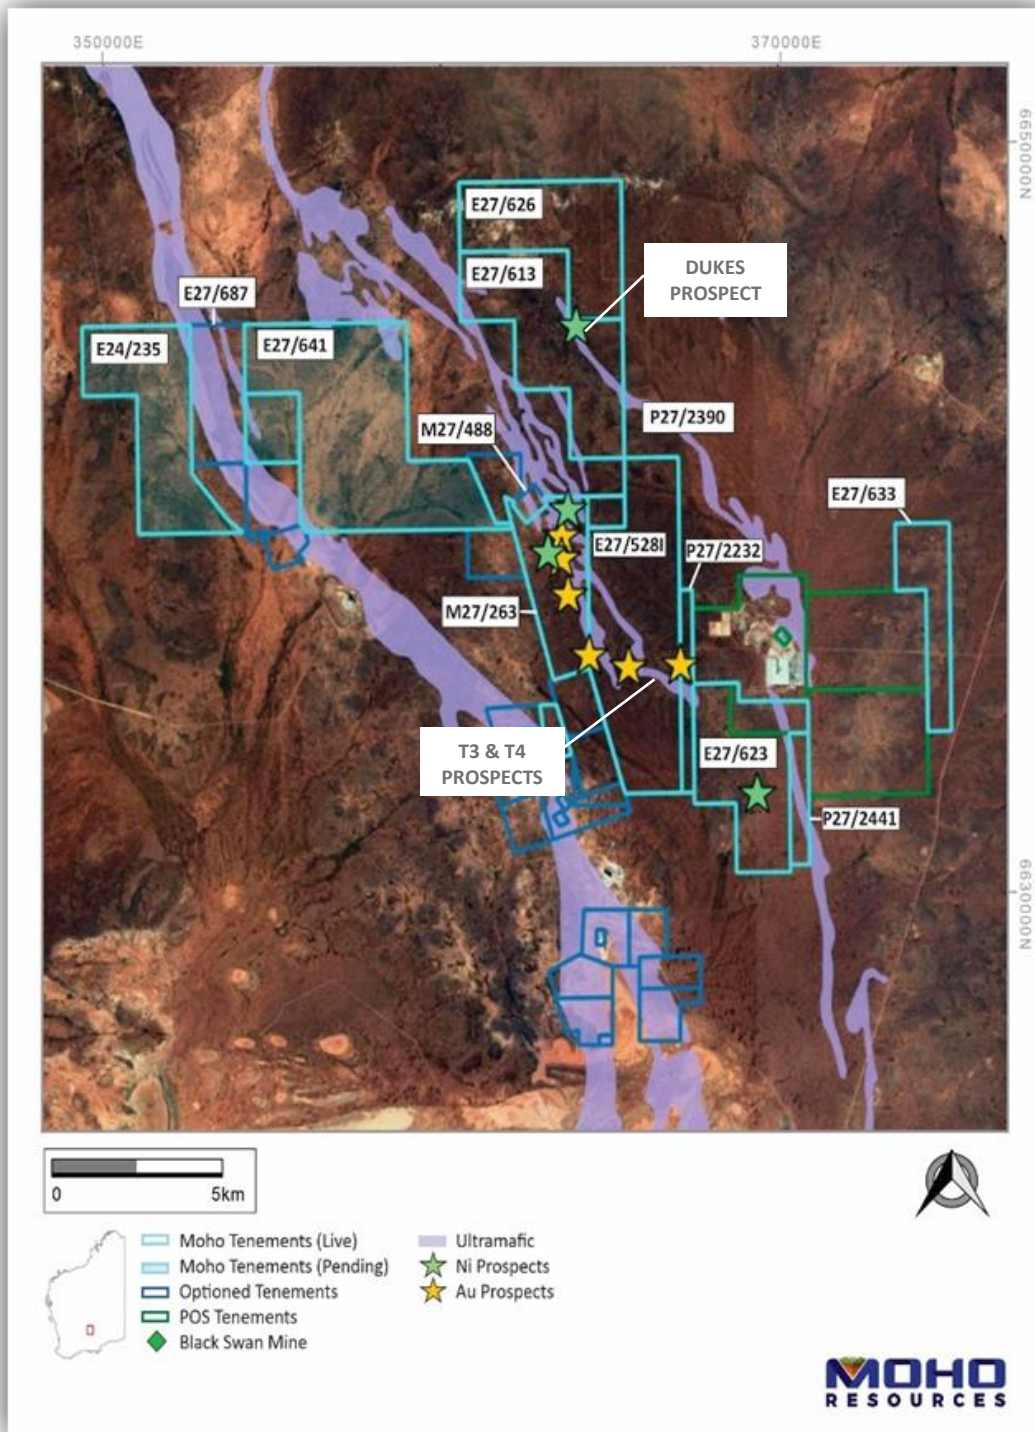 350000E
370000E
6650000N
E27/626
E27/613
DUKES
PROSPECT
E27/687
E24/235
E27/641
P27/2390
M27/488
E27/633
E27/528I
P27/2232
M27/263
T3 & T4
PROSPECTS
E27/623
P27/2441
6630000N
0
5km
Moho Tenements (Live)
Moho Tenements (Pending)
Optioned Tenements
POS Tenements
Black Swan Mine
Ultramafic
Ni Prospects
Au Prospects
MOHO
RESOURCES